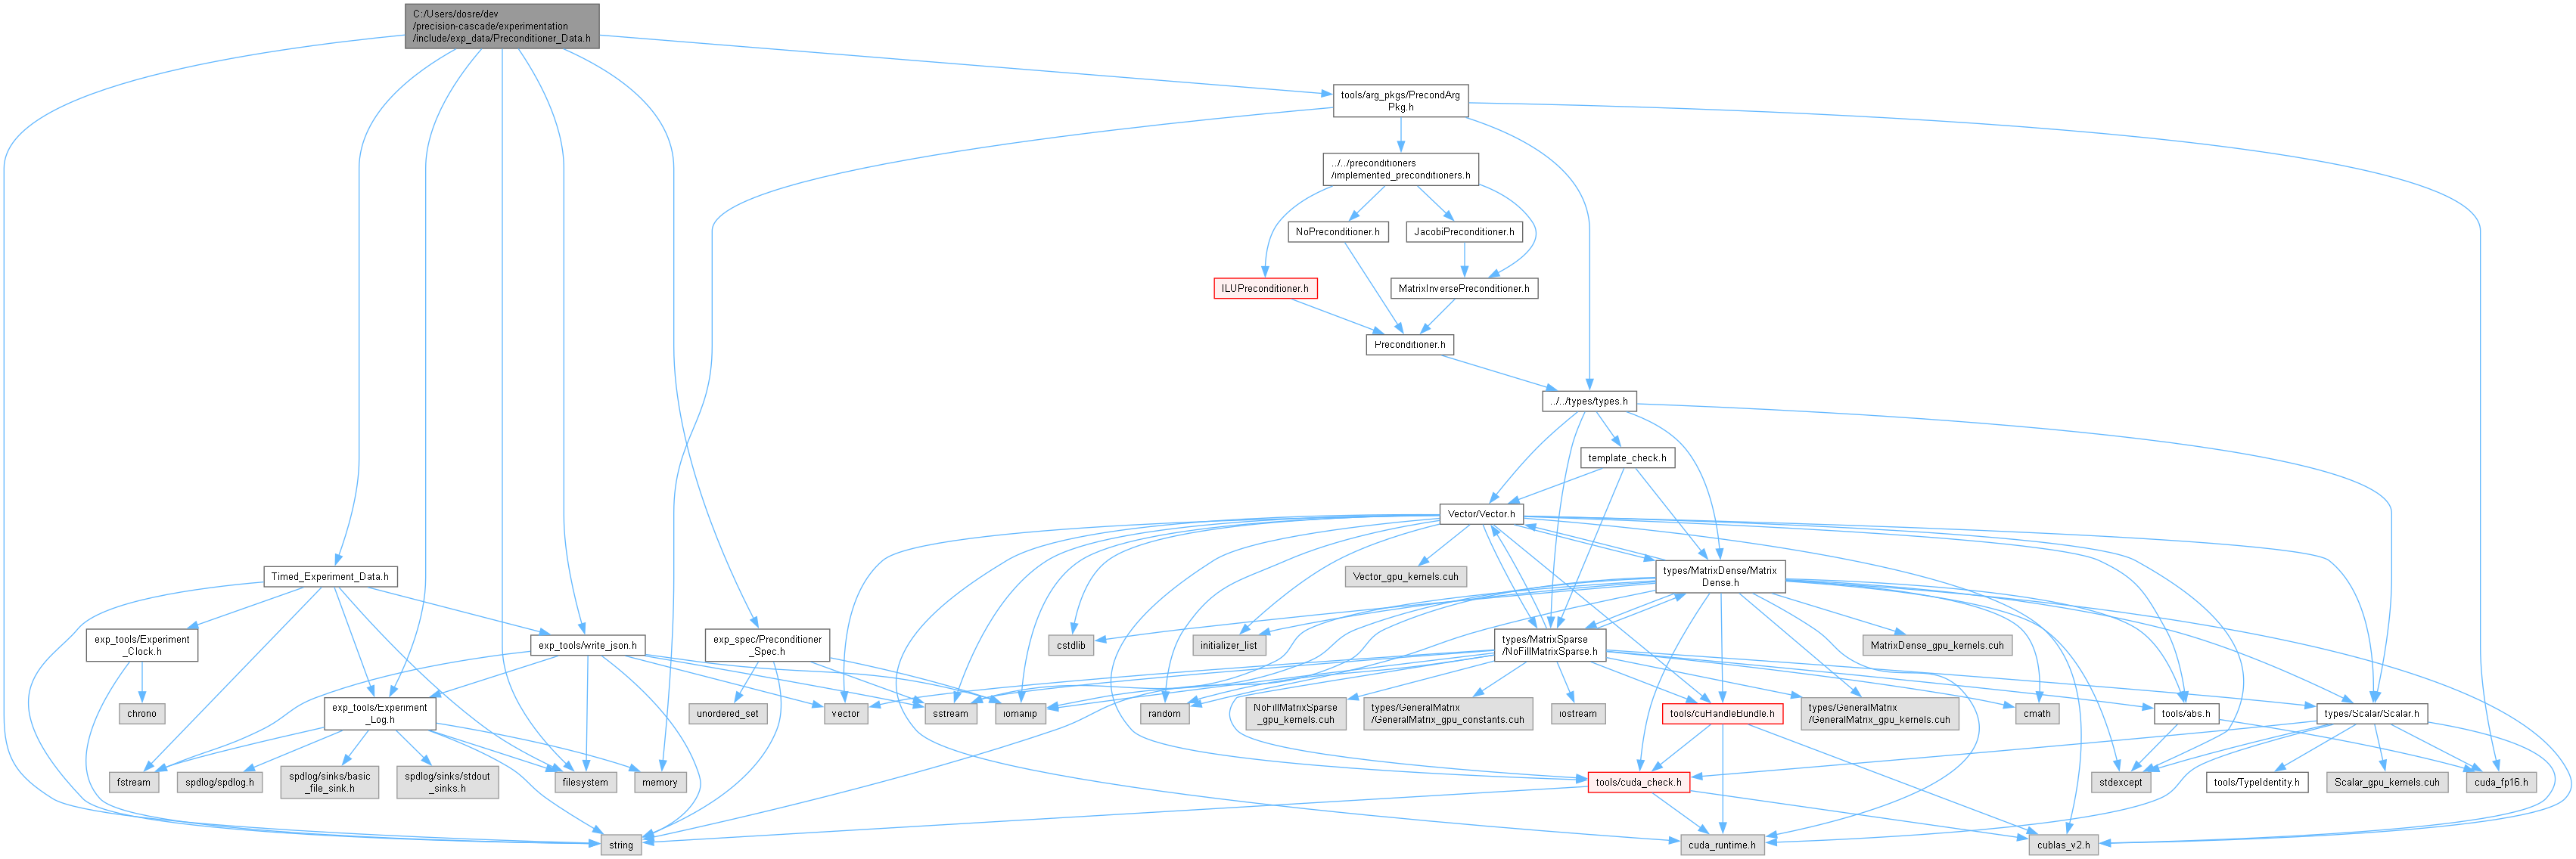 C:/Users/dosre/dev
/precision-cascade/experimentation
/include/exp_data/Preconditioner_Data.h
tools/arg_pkgs/PrecondArg
Pkg.h
../../preconditioners
/implemented_preconditioners.h
NoPreconditioner.h
JacobiPreconditioner.h
ILUPreconditioner.h
MatrixInversePreconditioner.h
Preconditioner.h
../../types/types.h
template_check.h
Vector/Vector.h
Timed_Experiment_Data.h
Vector_gpu_kernels.cuh
types/MatrixDense/Matrix
Dense.h
exp_tools/Experiment
_Clock.h
exp_tools/write_json.h
exp_spec/Preconditioner
_Spec.h
cstdlib
initializer_list
types/MatrixSparse
/NoFillMatrixSparse.h
MatrixDense_gpu_kernels.cuh
chrono
exp_tools/Experiment
_Log.h
unordered_set
vector
sstream
iomanip
random
NoFillMatrixSparse
_gpu_kernels.cuh
types/GeneralMatrix
/GeneralMatrix_gpu_constants.cuh
iostream
tools/cuHandleBundle.h
types/GeneralMatrix
/GeneralMatrix_gpu_kernels.cuh
cmath
tools/abs.h
types/Scalar/Scalar.h
fstream
spdlog/spdlog.h
spdlog/sinks/basic
_file_sink.h
spdlog/sinks/stdout
_sinks.h
filesystem
memory
tools/cuda_check.h
stdexcept
tools/TypeIdentity.h
Scalar_gpu_kernels.cuh
cuda_fp16.h
string
cuda_runtime.h
cublas_v2.h